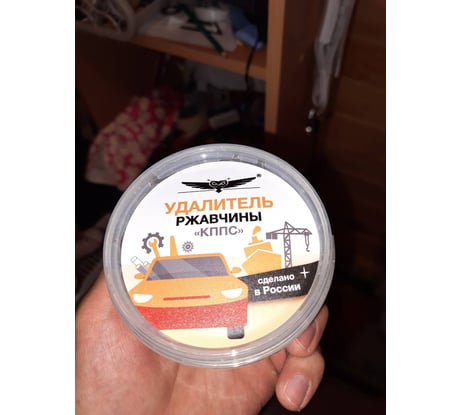 ®
УДАЛИТЕЛЬ
РЖАВЧИНЫ
«КППС»
сделано
в России